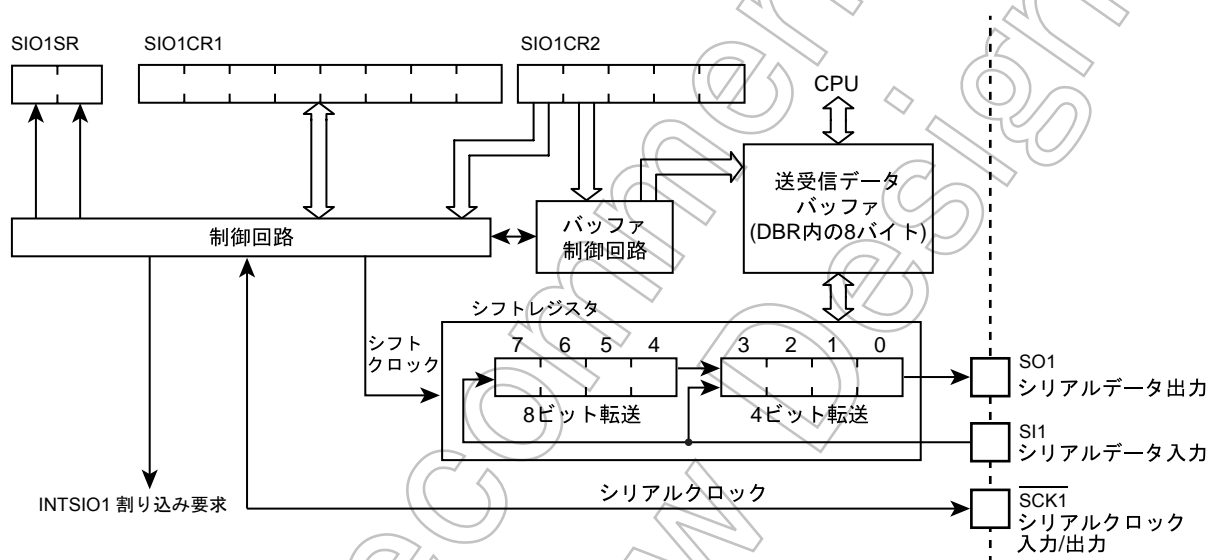 SIO1SR
SIO1CR1
SIO1CR2
CPU
送受信データ
バッファ
(DBR内の8バイト)
制御回路
バッファ
制御回路
シフトレジスタ
シフト
クロック
7 6 5 4
3 2 1 0
8ビット転送
4ビット転送
SO1
シリアルデータ出力
SI1
シリアルデータ入力
INTSIO1 割り込み要求
シリアルクロック
SCK1
シリアルクロック
入力/出力